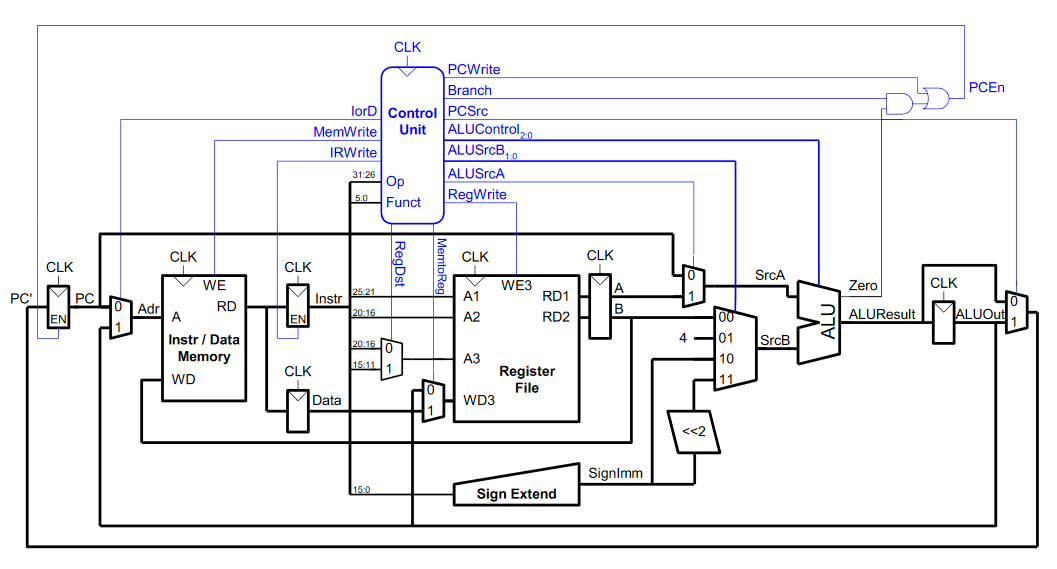 CLK
PCWrite
Branch
PCEn
IorD
Control
Unit
PCSrc
MemWrite
ALUControl2:0
IRWrite
ALUSrcB1:0
31:26
Op
ALUSrcA
5:0
Funct
RegWrite
RegDst
MemtoReg
CLK
CLK
CLK
CLK
CLK
PC'
PC
EN
0
1
Adr
WE
RD
A
Instr / Data
Memory
WD
EN
Instr
CLK
Data
25:21
20:16
20:16
15:11
0
1
0
1
A1
A2
A3
WD3
WE3
RD1
RD2
Register
File
A
B
0
1
SrcA
4
00
01
10
11
SrcB
<<2
ALU
Zero
ALUResult
CLK
ALUOut
0
1
15:0
Sign Extend
SignImm